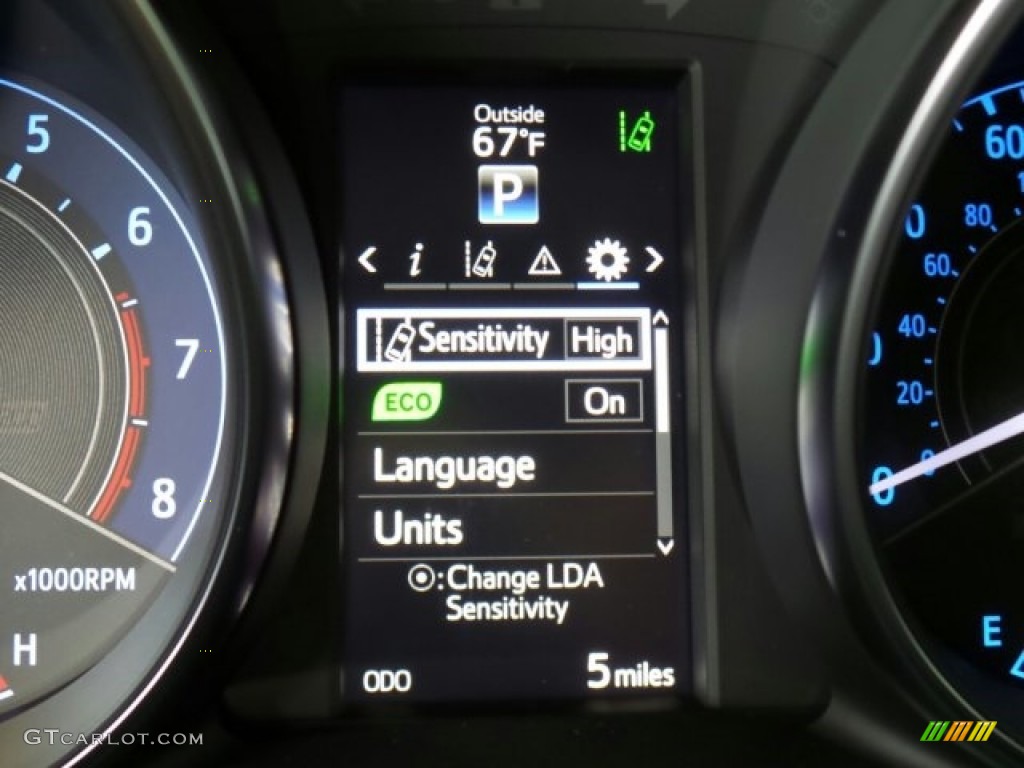 Outside
67°F
P
i
Sensitivity High
ECO On
Language
Units
: Change LDA
Sensitivity
ODO 5 miles
5
6
7
8
x1000RPM
H
60
80
60
40
20
0
0
E
GTCARLOT.COM